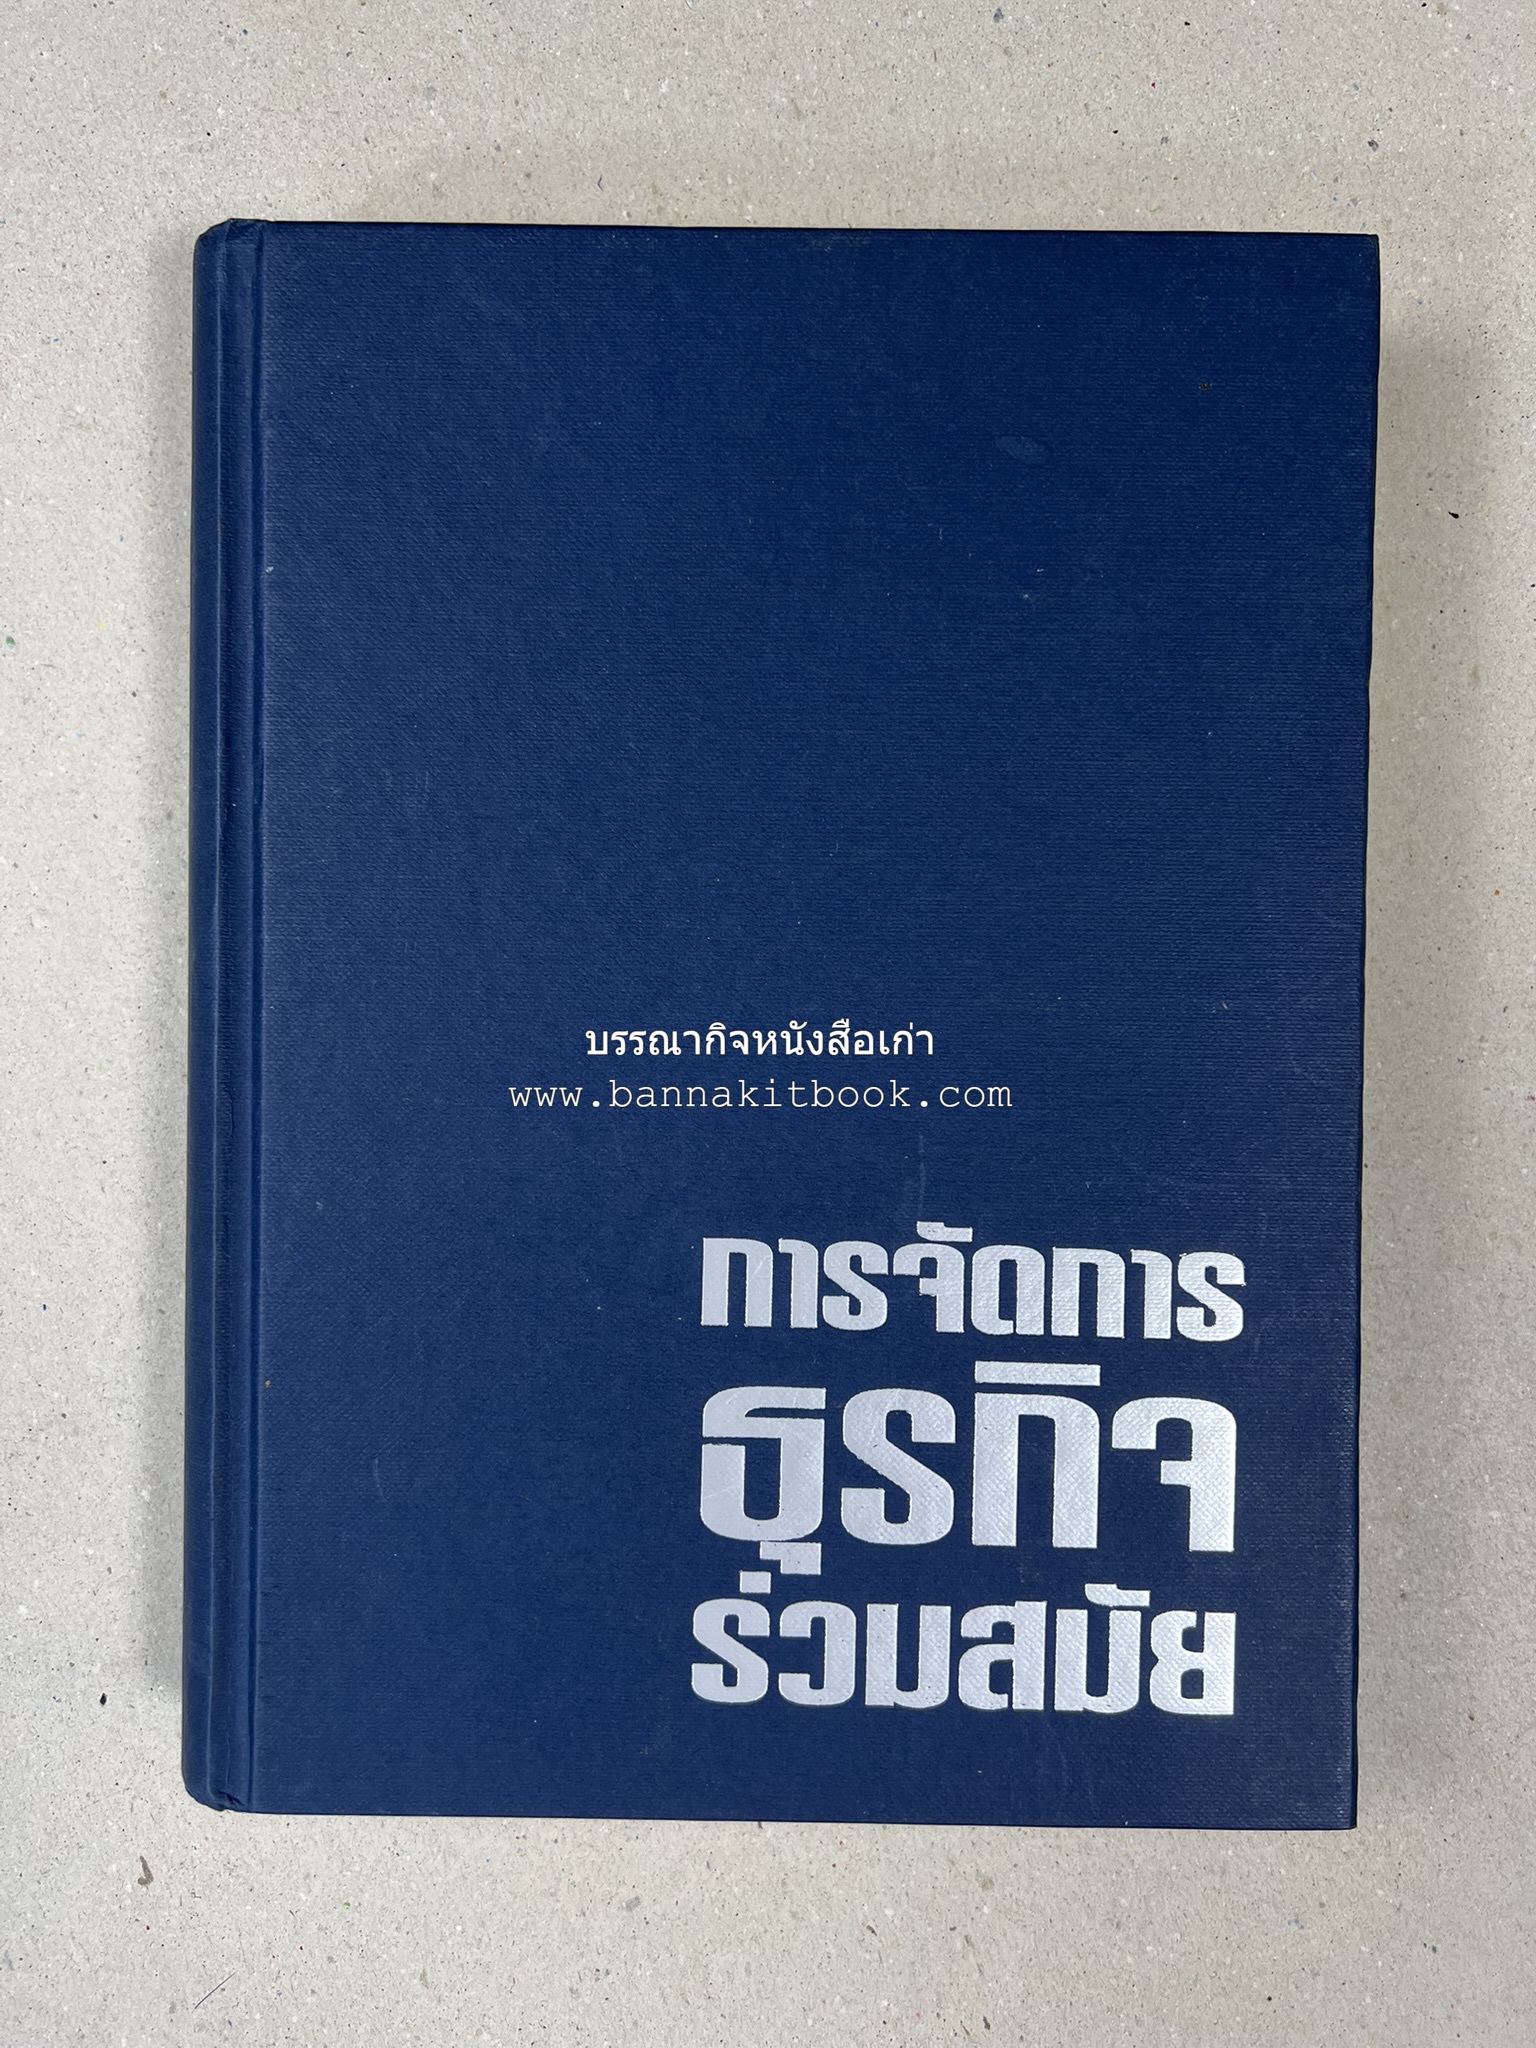 บรรณากิจหนังสือเก่า
www.bannakitbook.com
การจัดการ
ธุรกิจ
ร่วมสมัย